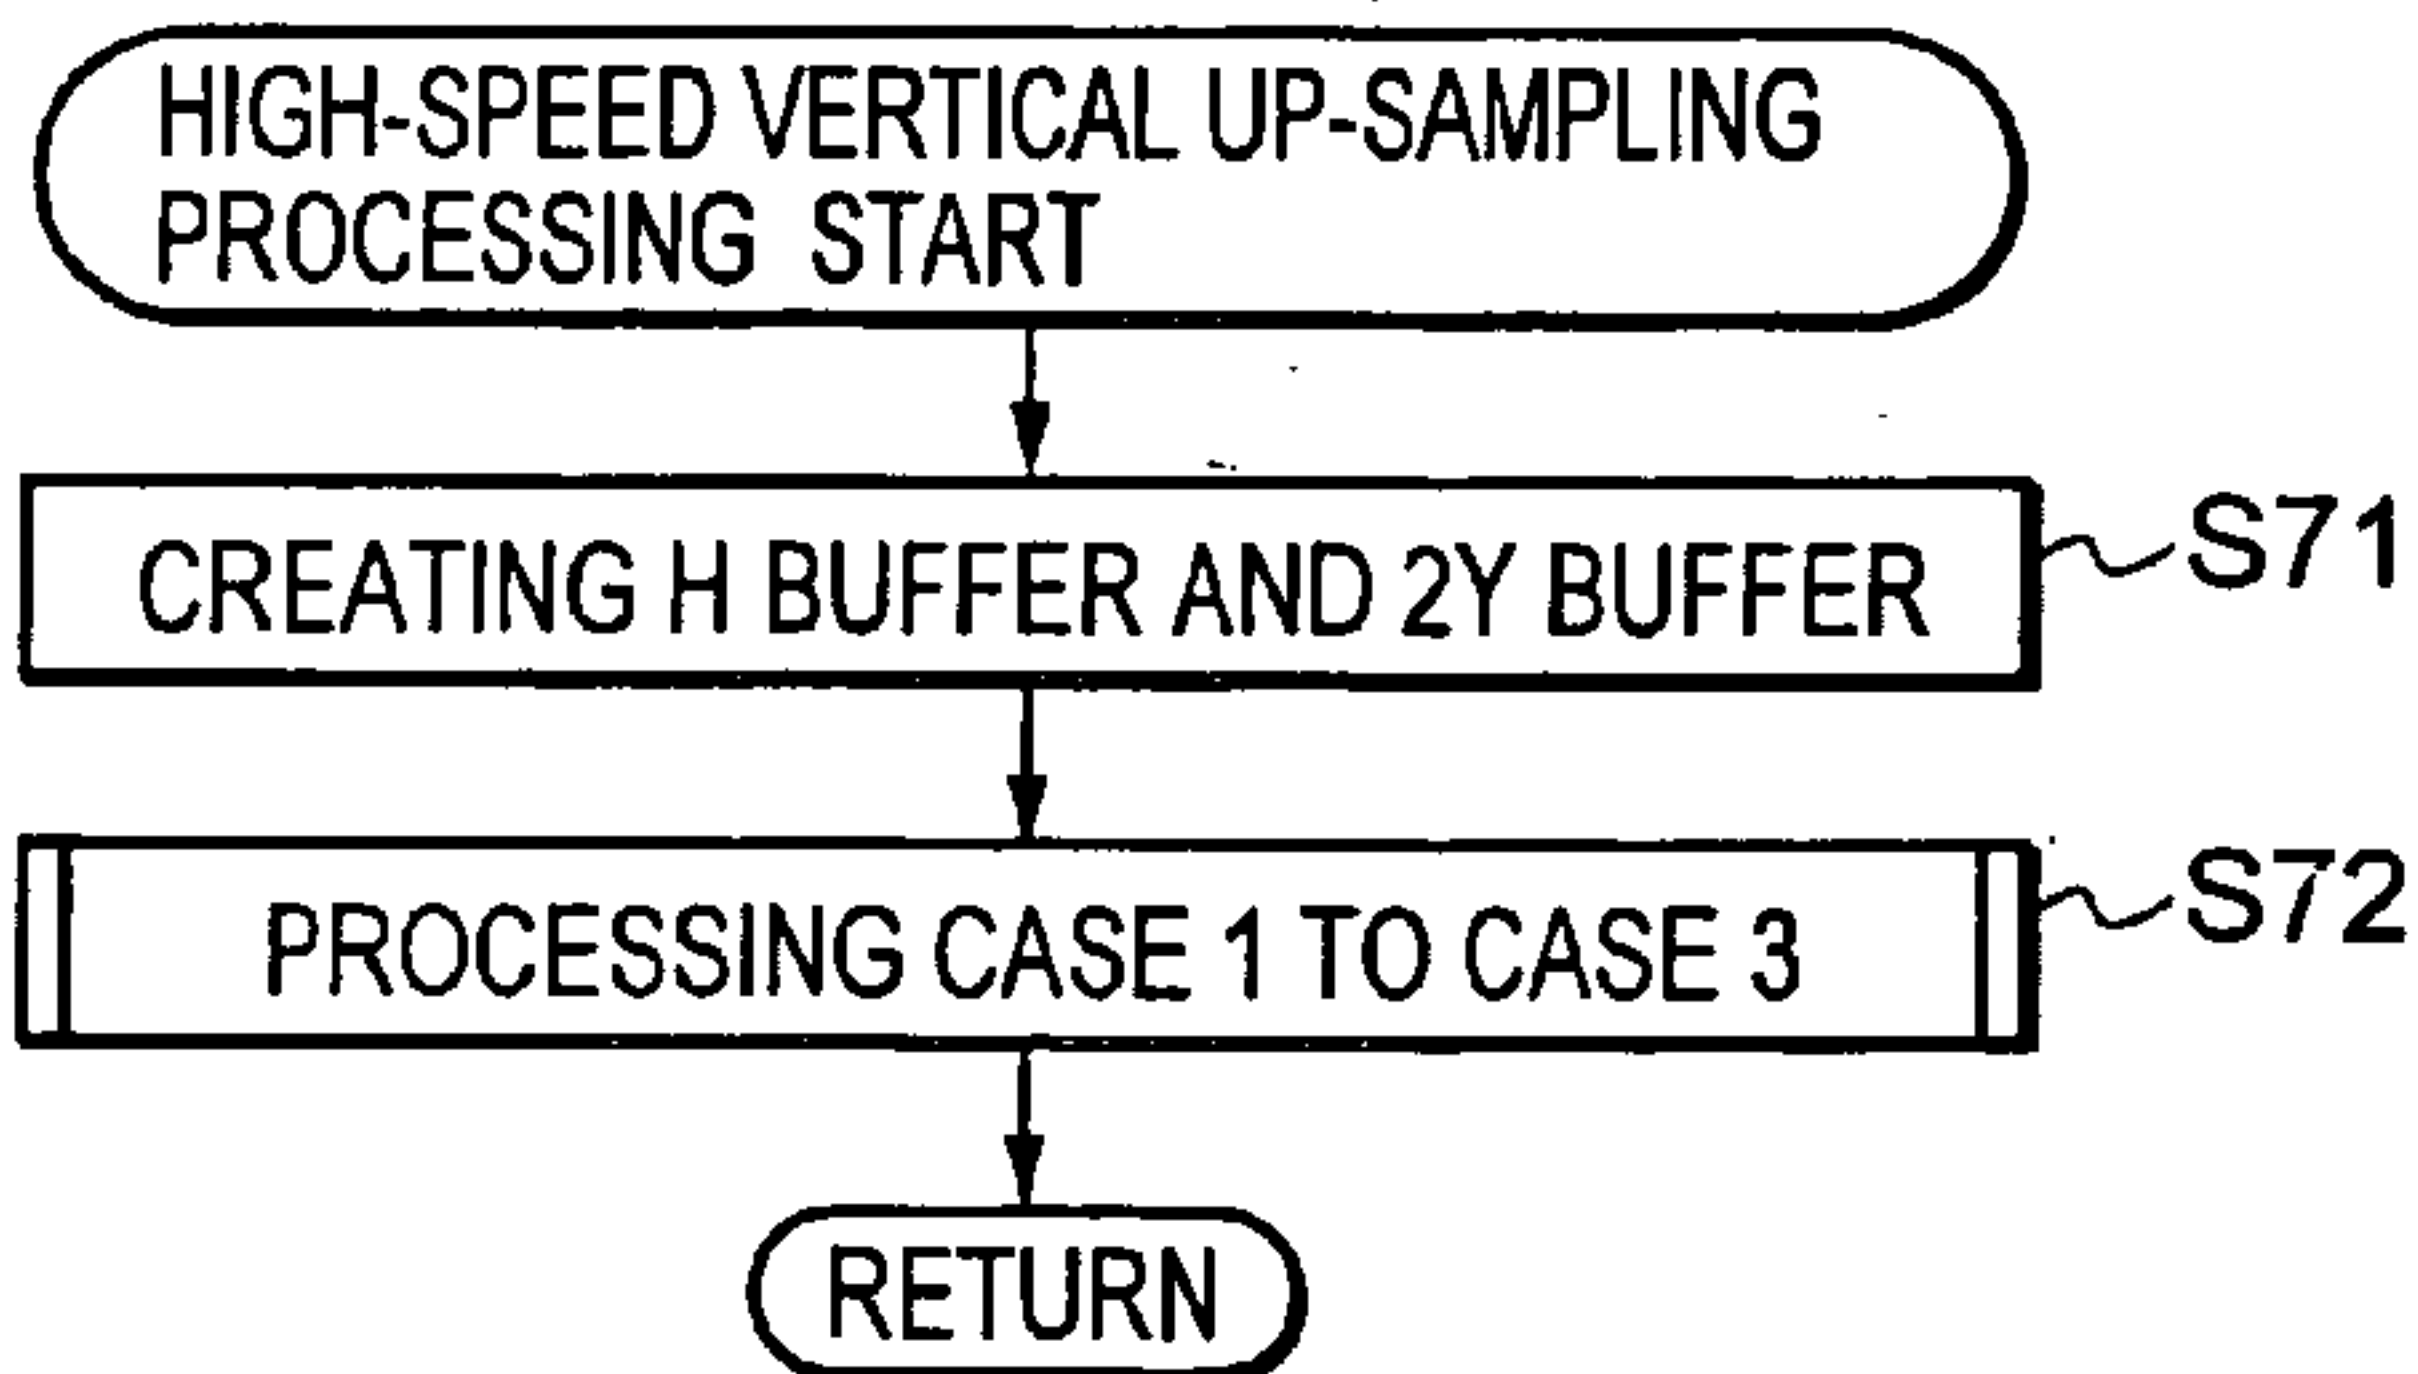 HIGH-SPEED VERTICAL UP-SAMPLING
PROCESSING START
CREATING H BUFFER AND 2Y BUFFER
S71
PROCESSING CASE 1 TO CASE 3
S72
RETURN